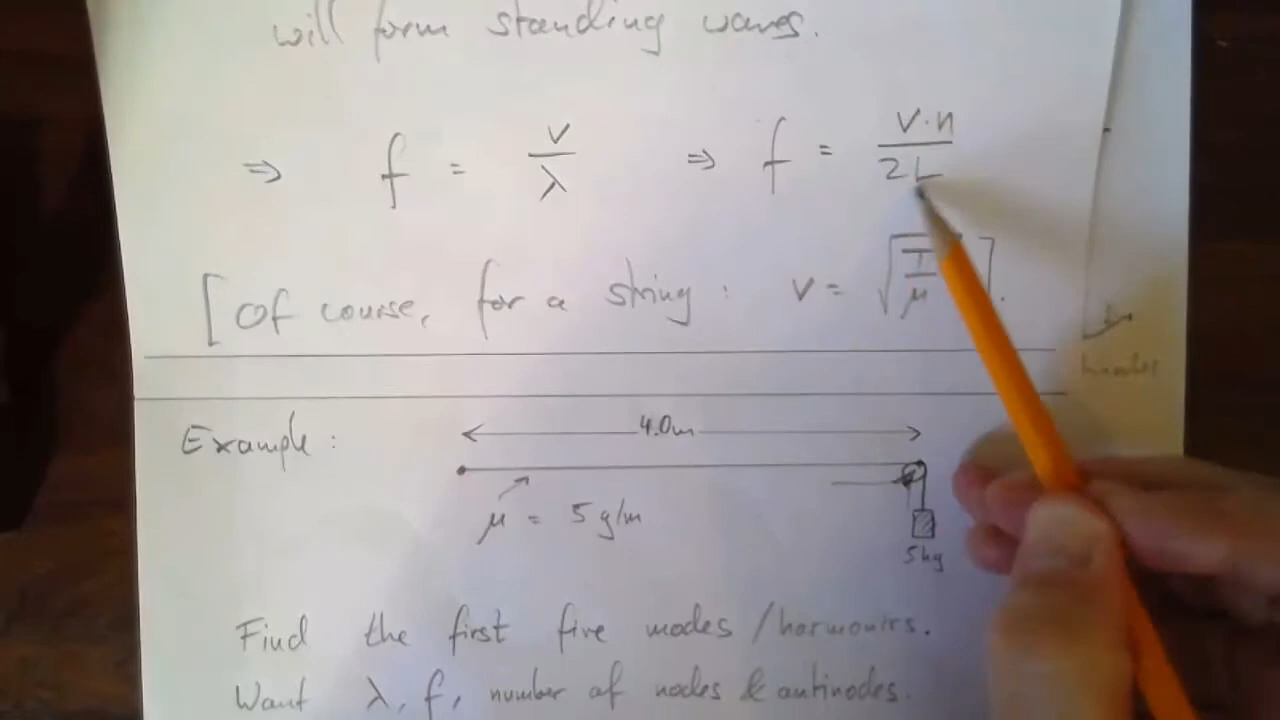 will form standing waves.
⇒ f = v/λ ⇒ f = v·n/2L
[Of course, for a string: v = √(T/μ)].
Example:
4.0m
μ = 5 g/m
5kg
Find the first five modes/harmonics.
Want λ, f, number of nodes & antinodes.